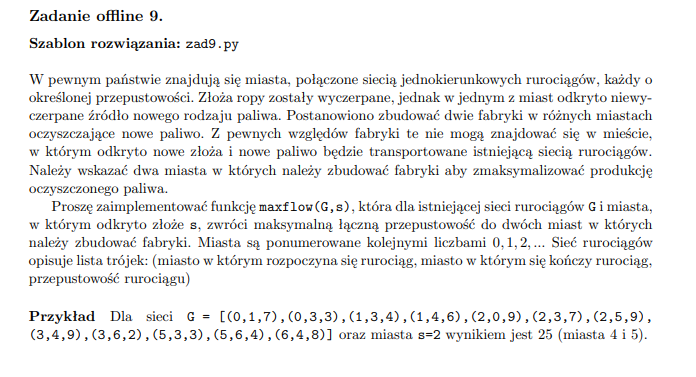 Zadanie offline 9.
Szablon rozwiązania: zad9.py
W pewnym państwie znajdują się miasta, połączone siecią jednokierunkowych rurociągów, każdy o
określonej przepustowości. Złoża ropy zostały wyczerpane, jednak w jednym z miast odkryto niewy-
czerpane źródło nowego rodzaju paliwa. Postanowiono zbudować dwie fabryki w różnych miastach
oczyszczające nowe paliwo. Z pewnych względów fabryki te nie mogą znajdować się w mieście,
w którym odkryto nowe złoża i nowe paliwo będzie transportowane istniejącą siecią rurociągów.
Należy wskazać dwa miasta w których należy zbudować fabryki aby zmaksymalizować produkcję
oczyszczonego paliwa.
Proszę zaimplementować funkcję maxflow(G,s), która dla istniejącej sieci rurociągów G i miasta,
w którym odkryto złoże s, zwróci maksymalną łączną przepustowość do dwóch miast w których
należy zbudować fabryki. Miasta są ponumerowane kolejnymi liczbami 0, 1, 2, ... Sieć rurociągów
opisuje lista trójek: (miasto w którym rozpoczyna się rurociąg, miasto w którym się kończy rurociąg,
przepustowość rurociągu)
Przykład Dla sieci G = [(0,1,7),(0,3,3),(1,3,4),(1,4,6),(2,0,9),(2,3,7),(2,5,9),
(3,4,9),(3,6,2),(5,3,3),(5,6,4),(6,4,8)] oraz miasta s=2 wynikiem jest 25 (miasta 4 i 5).